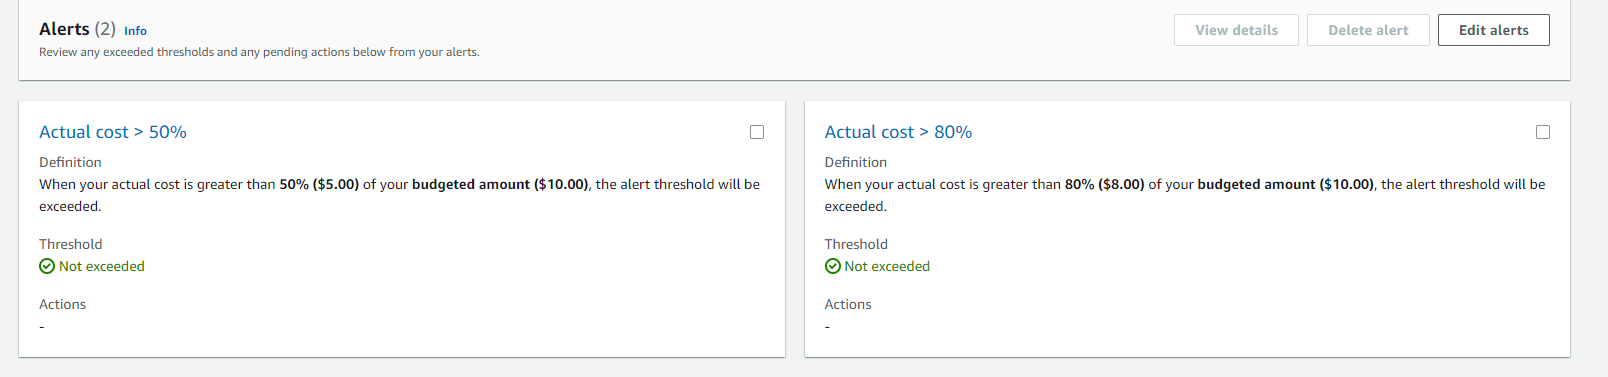 Alerts (2) Info
View details
Delete alert
Edit alerts
Review any exceeded thresholds and any pending actions below from your alerts.
Actual cost > 50%
Definition
When your actual cost is greater than 50% ($5.00) of your budgeted amount ($10.00), the alert threshold will be
exceeded.
Threshold
Not exceeded
Actions
-
Actual cost > 80%
Definition
When your actual cost is greater than 80% ($8.00) of your budgeted amount ($10.00), the alert threshold will be
exceeded.
Threshold
Not exceeded
Actions
-